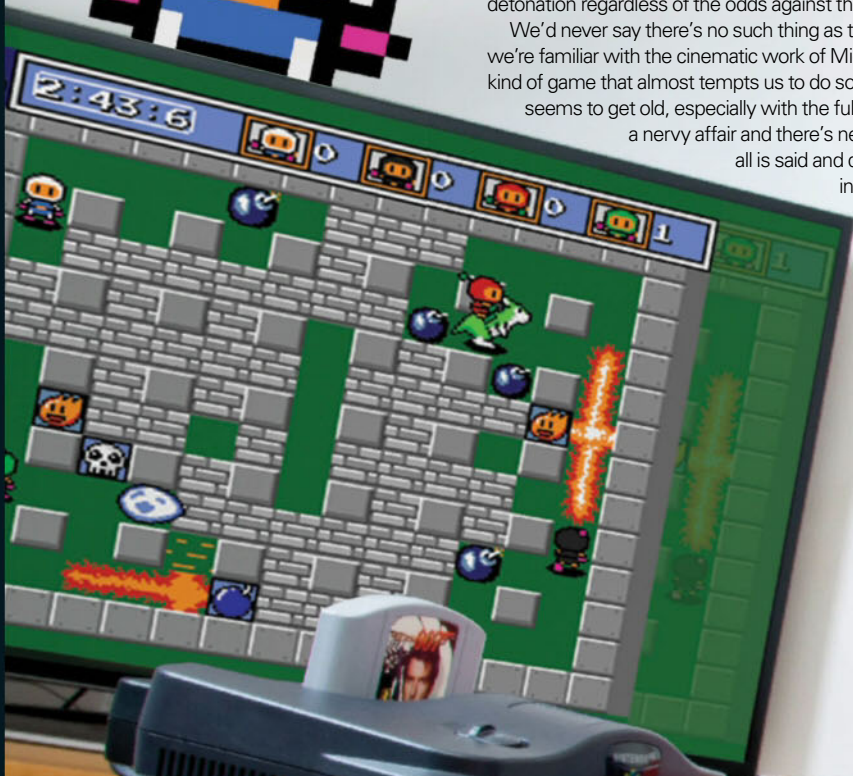 detonation regardless of the odds against th
We'd never say there's no such thing as t
we're familiar with the cinematic work of Mi
kind of game that almost tempts us to do so
seems to get old, especially with the ful
a nervy affair and there's ne
all is said and d
in
2:43:6 0 0 0 1
1